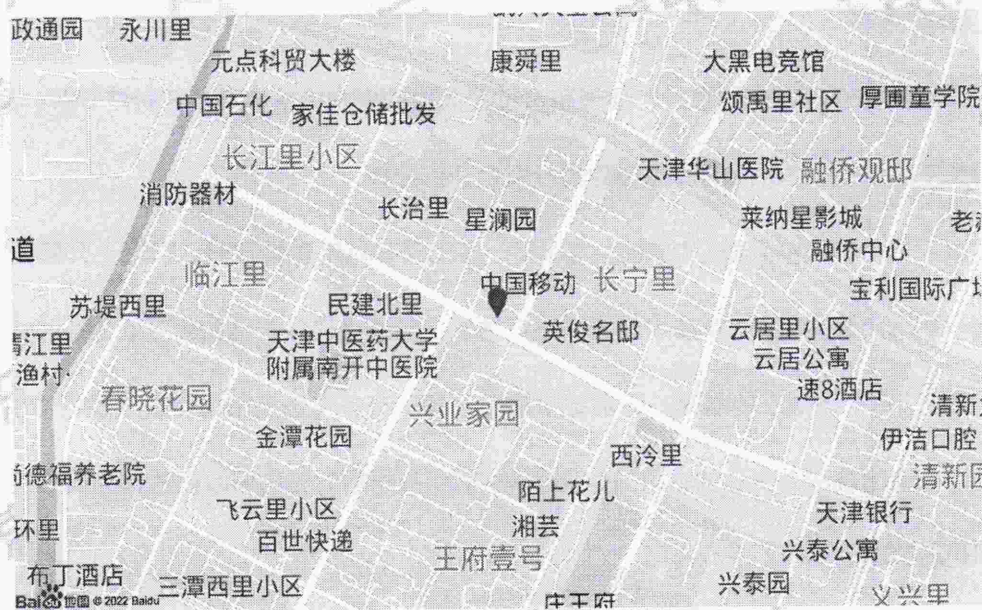 政通园
永川里
元点科贸大楼
康舜里
大黑电竞馆
中国石化
家佳仓储批发
颂禹里社区
厚圃童学院
长江里小区
天津华山医院
融侨观邸
消防器材
长治里
星澜园
莱纳星影城
老
道
融侨中心
临江里
中国移动
长宁里
宝利国际广场
苏堤西里
民建北里
英俊名邸
云居里小区
清江里
天津中医药大学
附属南开中医院
云居公寓
渔村·
速8酒店
春晓花园
兴业家园
清新
金潭花园
伊洁口腔
西泠里
尚德福养老院
清新园
陌上花儿
飞云里小区
天津银行
环里
湘芸
百世快递
兴泰公寓
王府壹号
布丁酒店
三潭西里小区
兴泰园
庄王府
义兴里
Bai du 地图 © 2022 Baidu